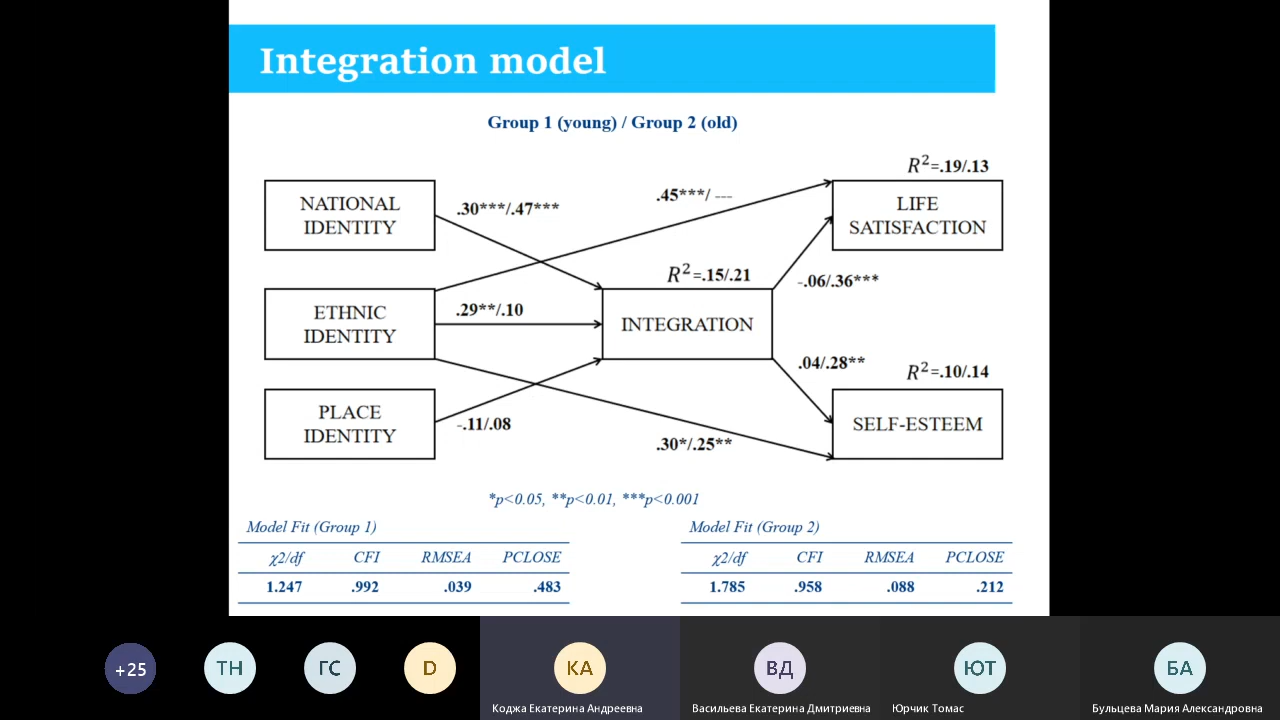 Integration model
Group 1 (young) / Group 2 (old)
R²=.19/.13
NATIONAL
IDENTITY
.30***/.47***
.45***/ ---
LIFE
SATISFACTION
R²=.15/.21
-.06/.36***
ETHNIC
IDENTITY
.29**/.10
INTEGRATION
.04/.28**
R²=.10/.14
PLACE
IDENTITY
-.11/.08
.30*/.25**
SELF-ESTEEM
*p<0.05, **p<0.01, ***p<0.001
Model Fit (Group 1)
χ2/df CFI RMSEA PCLOSE
1.247 .992 .039 .483
Model Fit (Group 2)
χ2/df CFI RMSEA PCLOSE
1.785 .958 .088 .212
+25
ТН
ГС
D
КА
Коджа Екатерина Андреевна
ВД
Васильева Екатерина Дмитриевна
ЮТ
Юрчик Томас
БА
Бульцева Мария Александровна